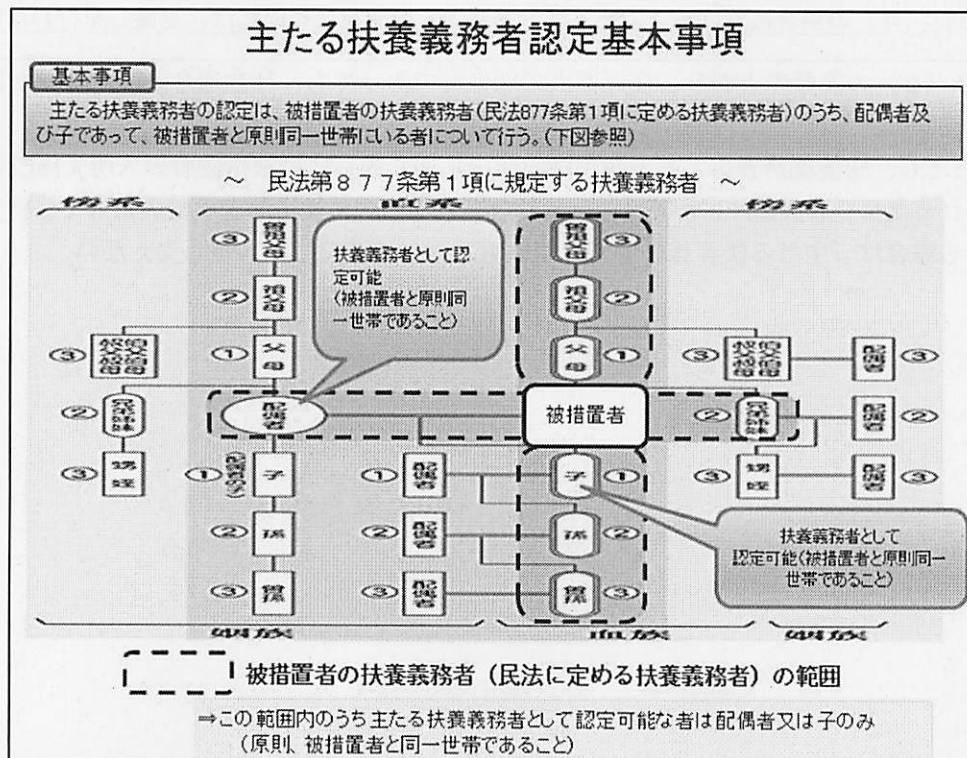 主たる扶養義務者認定基本事項
基本事項
主たる扶養義務者の認定は、被措置者の扶養義務者(民法877条第1項に定める扶養義務者)のうち、配偶者及
び子であって、被措置者と原則同一世帯にいる者について行う。(下図参照)
～ 民法第877条第1項に規定する扶養義務者 ～
傍系
直系
傍系
③ 曽祖父母
扶養義務者として認
定可能
(被措置者と原則同
一世帯であること)
曽祖父母 ③
② 祖父母
祖父母 ②
③
① 父母
父母 ①
③
配偶者 ③
② 兄弟姉妹
配偶者
被措置者
② 兄弟姉妹
配偶者 ②
③ 甥姪
① 子
① 配偶者
子 ①
③ 甥姪
配偶者 ③
② 孫
② 配偶者
孫 ②
扶養義務者として
認定可能(被措置者と原則同一
世帯であること)
③ 曽孫
③ 配偶者
曽孫 ③
姻族
血族
姻族
被措置者の扶養義務者(民法に定める扶養義務者)の範囲
⇒この範囲内のうち主たる扶養義務者として認定可能な者は配偶者又は子のみ
(原則、被措置者と同一世帯であること)